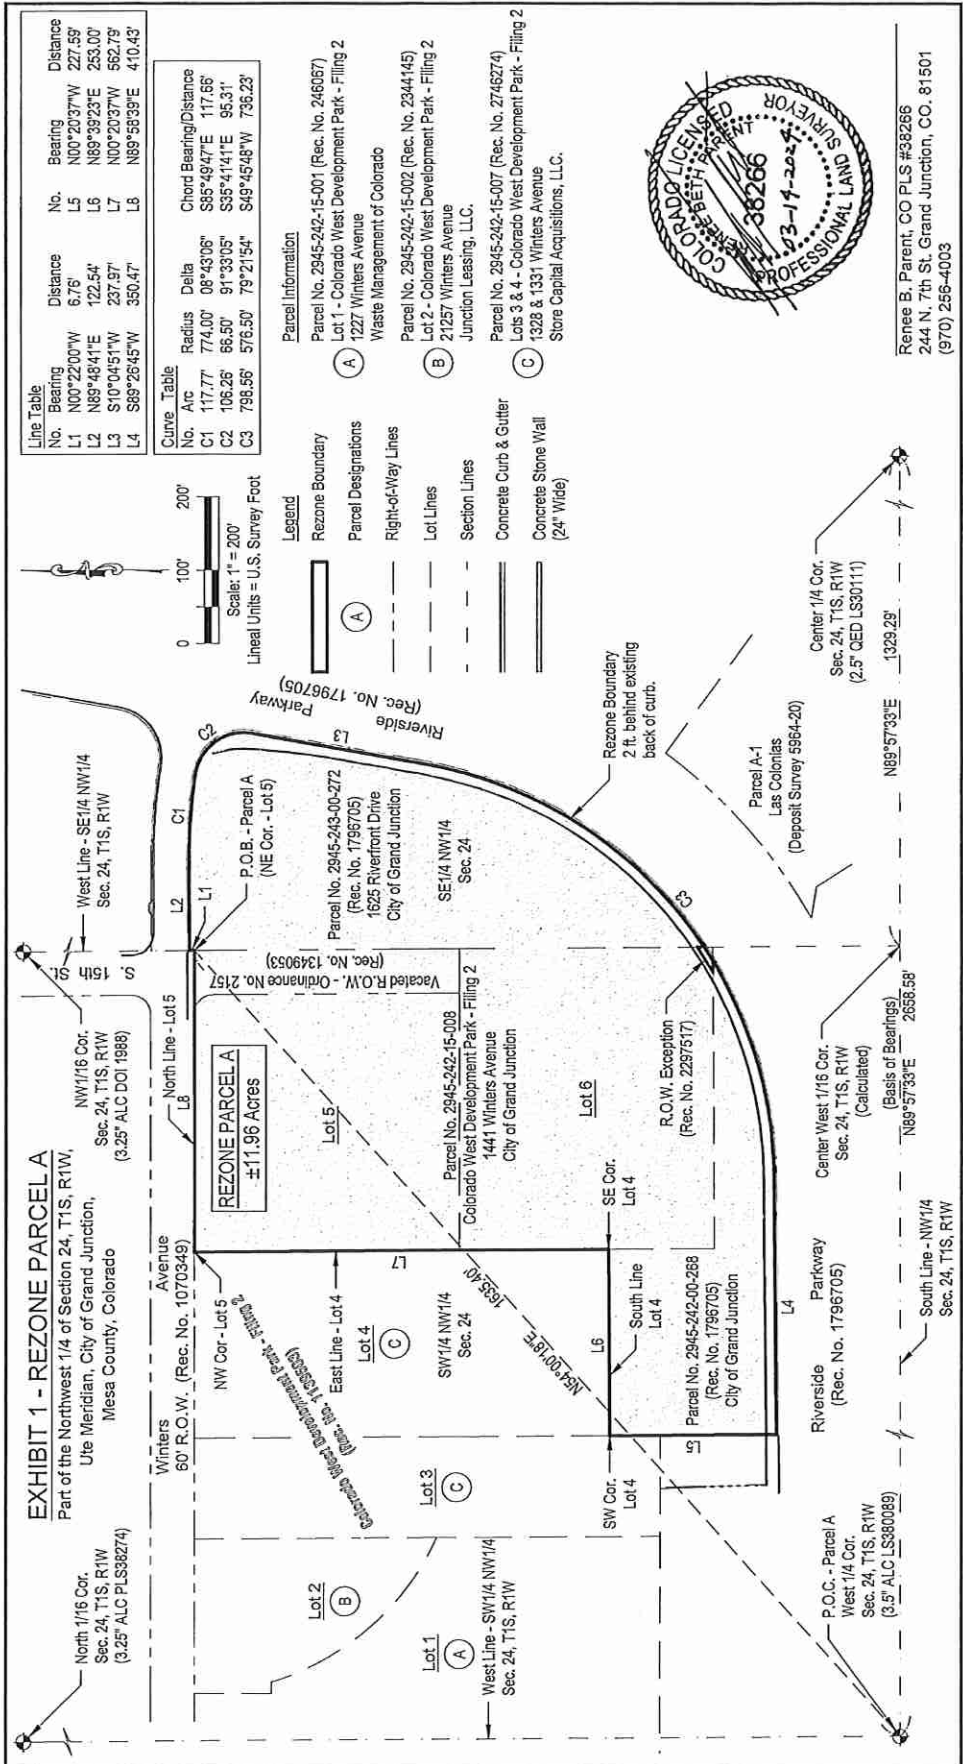 EXHIBIT 1 - REZONE PARCEL A
Part of the Northwest 1/4 of Section 24, T1S, R1W,
Ute Meridian, City of Grand Junction,
Mesa County, Colorado
North 1/16 Cor.
Sec. 24, T1S, R1W
(3.25" ALC PLS38274)
NW1/16 Cor.
Sec. 24, T1S, R1W
(3.25" ALC DOI 1988)
West Line - SE1/4 NW1/4
Sec. 24, T1S, R1W
S. 15th St.
Winters Avenue
60' R.O.W. (Rec. No. 1070349)
North Line - Lot 5
L8
L2
L1
C1
C2
NW Cor - Lot 5
P.O.B. - Parcel A
(NE Cor. - Lot 5)
REZONE PARCEL A
±11.96 Acres
Vacated R.O.W. - Ordinance No. 2157
(Rec. No. 1349053)
Lot 5
Parcel No. 2945-243-00-272
(Rec. No. 1796705)
1625 Riverfront Drive
City of Grand Junction
SE1/4 NW1/4
Sec. 24
L3
Riverside Parkway
(Rec. No. 1796705)
Colorado West Development Park - Filing 2
(Rec. No. 1139503)
East Line - Lot 4
Lot 4
C
SW1/4 NW1/4
Sec. 24
L7
Parcel No. 2945-242-15-008
Colorado West Development Park - Filing 2
1441 Winters Avenue
City of Grand Junction
Lot 6
Lot 2
B
Lot 3
C
Lot 1
A
West Line - SW1/4 NW1/4
Sec. 24, T1S, R1W
1635.40'
N54°00'18"E
SW Cor.
Lot 4
L6
South Line
Lot 4
SE Cor.
Lot 4
R.O.W. Exception
(Rec. No. 2297517)
Rezone Boundary
2 ft. behind existing
back of curb.
C3
L5
Parcel No. 2945-242-00-268
(Rec. No. 1796705)
City of Grand Junction
L4
Parcel A-1
Las Colonias
(Deposit Survey 5964-20)
Riverside Parkway
(Rec. No. 1796705)
P.O.C. - Parcel A
West 1/4 Cor.
Sec. 24, T1S, R1W
(3.5" ALC LS380089)
Center West 1/16 Cor.
Sec. 24, T1S, R1W
(Calculated)
Center 1/4 Cor.
Sec. 24, T1S, R1W
(2.5" QED LS30111)
(Basis of Bearings)
N89°57'33"E 2658.58'
N89°57'33"E 1329.29'
South Line - NW1/4
Sec. 24, T1S, R1W
0 100' 200'
Scale: 1" = 200'
Lineal Units = U.S. Survey Foot
Legend
Rezone Boundary
A Parcel Designations
Right-of-Way Lines
Lot Lines
Section Lines
Concrete Curb & Gutter
Concrete Stone Wall
(24" Wide)
Line Table
No. Bearing Distance No. Bearing Distance
L1 N00°22'00"W 6.76' L5 N00°20'37"W 227.59'
L2 N89°48'41"E 122.54' L6 N89°39'23"E 253.00'
L3 S10°04'51"W 237.97' L7 N00°20'37"W 562.79'
L4 S89°26'45"W 350.47' L8 N89°58'39"E 410.43'
Curve Table
No. Arc Radius Delta Chord Bearing/Distance
C1 117.77' 774.00' 08°43'06" S85°49'47"E 117.66'
C2 106.26' 66.50' 91°33'05" S35°41'41"E 95.31'
C3 798.56' 576.50' 79°21'54" S49°45'48"W 736.23'
Parcel Information
Parcel No. 2945-242-15-001 (Rec. No. 246067)
Lot 1 - Colorado West Development Park - Filing 2
A 1227 Winters Avenue
Waste Management of Colorado
Parcel No. 2945-242-15-002 (Rec. No. 2344145)
Lot 2 - Colorado West Development Park - Filing 2
B 21257 Winters Avenue
Junction Leasing, LLC.
Parcel No. 2945-242-15-007 (Rec. No. 2746274)
Lots 3 & 4 - Colorado West Development Park - Filing 2
C 1328 & 1331 Winters Avenue
Store Capital Acquisitions, LLC.
COLORADO LICENSED
RENEE BETH PARENT
38266
03-14-2024
PROFESSIONAL LAND SURVEYOR
Renee B. Parent, CO PLS #38266
244 N. 7th St. Grand Junction, CO. 81501
(970) 256-4003